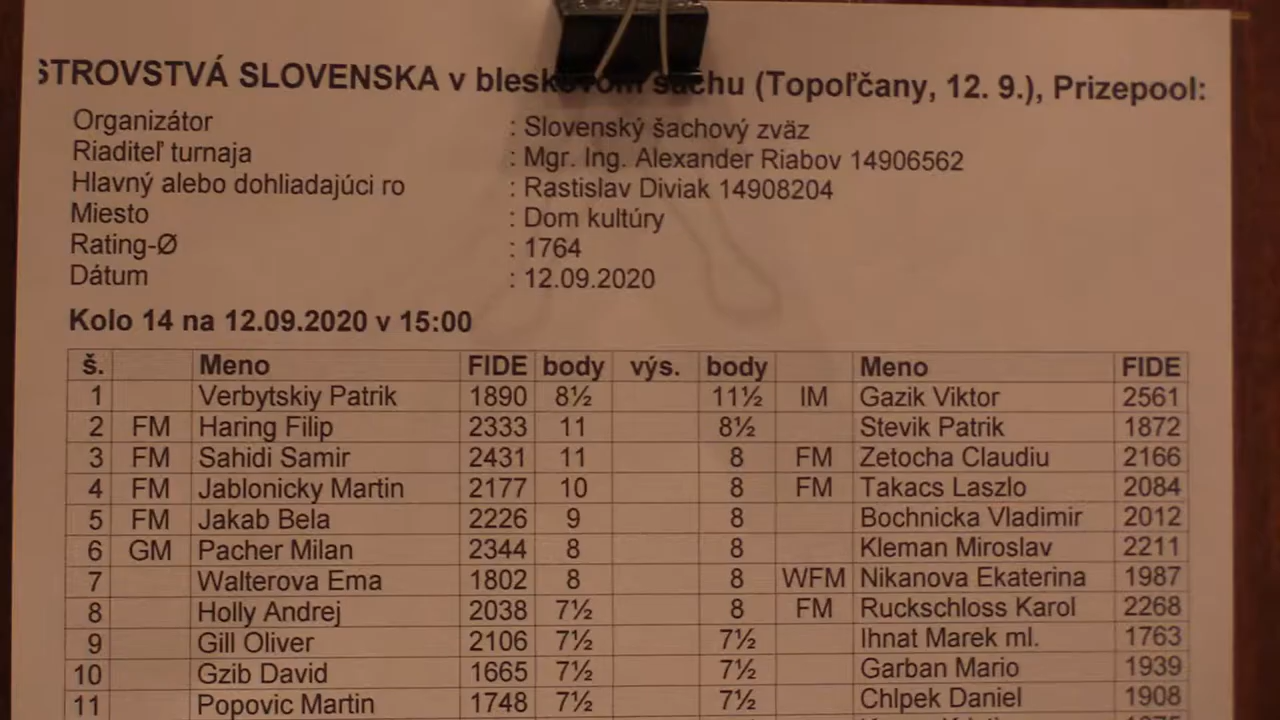 STROVSTVÁ SLOVENSKA v bleskovom šachu (Topoľčany, 12. 9.), Prizepool:
Organizátor : Slovenský šachový zväz
Riaditeľ turnaja : Mgr. Ing. Alexander Riabov 14906562
Hlavný alebo dohliadajúci ro : Rastislav Diviak 14908204
Miesto : Dom kultúry
Rating-Ø : 1764
Dátum : 12.09.2020
Kolo 14 na 12.09.2020 v 15:00
š. Meno FIDE body výs. body Meno FIDE
1 Verbytskiy Patrik 1890 8½ 11½ IM Gazik Viktor 2561
2 FM Haring Filip 2333 11 8½ Stevik Patrik 1872
3 FM Sahidi Samir 2431 11 8 FM Zetocha Claudiu 2166
4 FM Jablonicky Martin 2177 10 8 FM Takacs Laszlo 2084
5 FM Jakab Bela 2226 9 8 Bochnicka Vladimir 2012
6 GM Pacher Milan 2344 8 8 Kleman Miroslav 2211
7 Walterova Ema 1802 8 8 WFM Nikanova Ekaterina 1987
8 Holly Andrej 2038 7½ 8 FM Ruckschloss Karol 2268
9 Gill Oliver 2106 7½ 7½ Ihnat Marek ml. 1763
10 Gzib David 1665 7½ 7½ Garban Mario 1939
11 Popovic Martin 1748 7½ 7½ Chlpek Daniel 1908